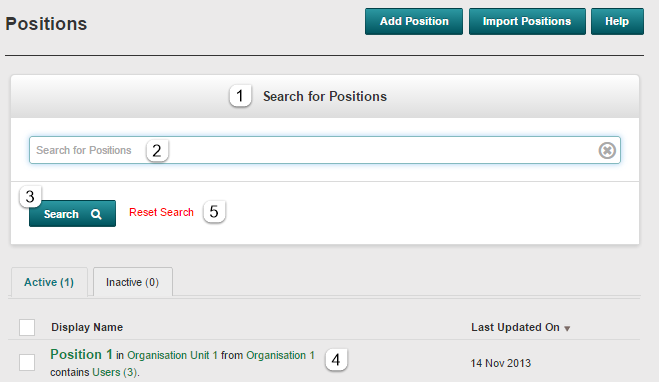 Positions
Add Position
Import Positions
Help
1 Search for Positions
Search for Positions 2
3
Search
Reset Search 5
Active (1)
Inactive (0)
Display Name
Last Updated On
Position 1 in Organisation Unit 1 from Organisation 1 4
contains Users (3).
14 Nov 2013